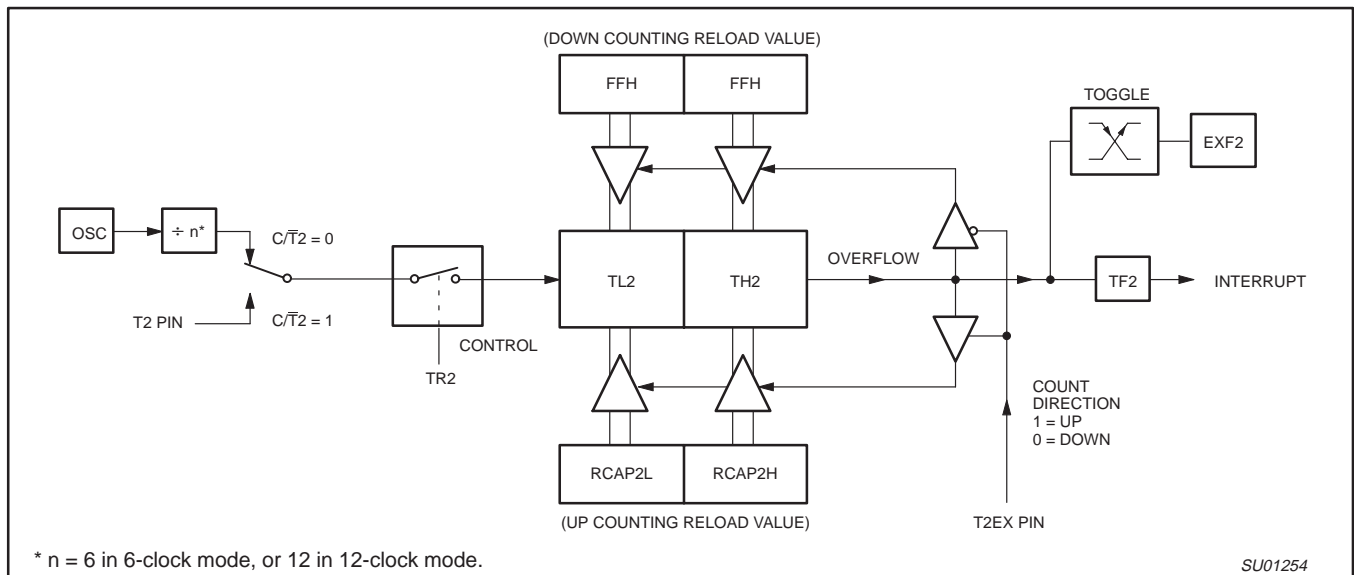 (DOWN COUNTING RELOAD VALUE)
FFH
FFH
TOGGLE
EXF2
OSC
÷ n*
C/T̅2 = 0
TL2
TH2
OVERFLOW
TF2
INTERRUPT
T2 PIN
C/T̅2 = 1
CONTROL
TR2
COUNT
DIRECTION
1 = UP
0 = DOWN
RCAP2L
RCAP2H
(UP COUNTING RELOAD VALUE)
T2EX PIN
* n = 6 in 6-clock mode, or 12 in 12-clock mode.
SU01254